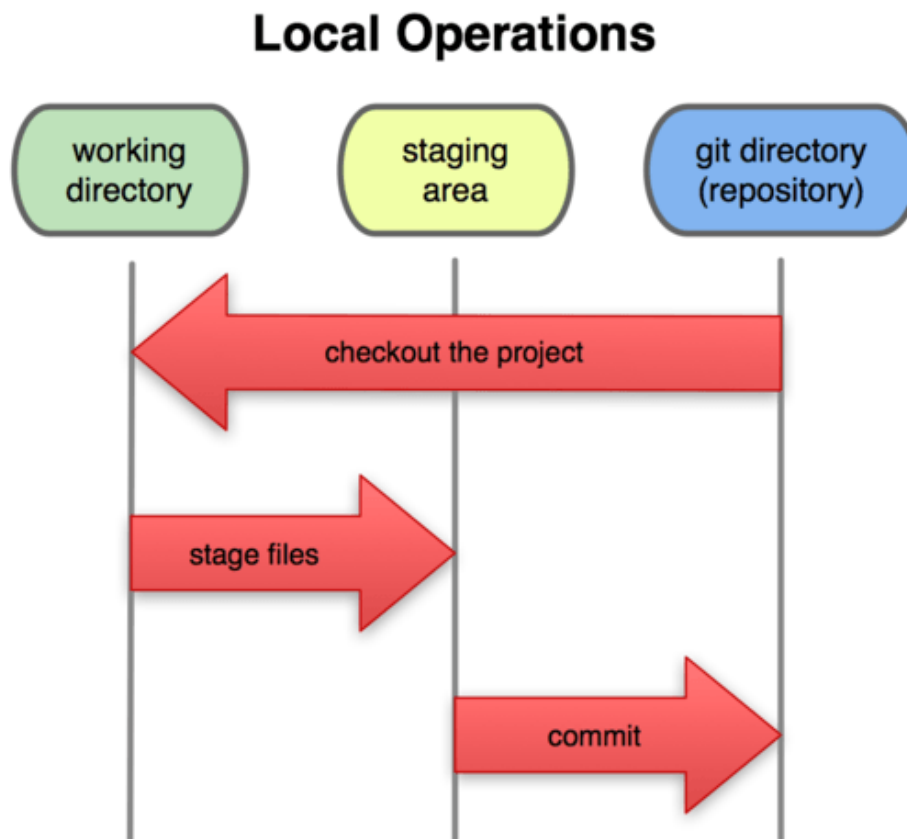 Local Operations
working
directory
staging
area
git directory
(repository)
checkout the project
stage files
commit